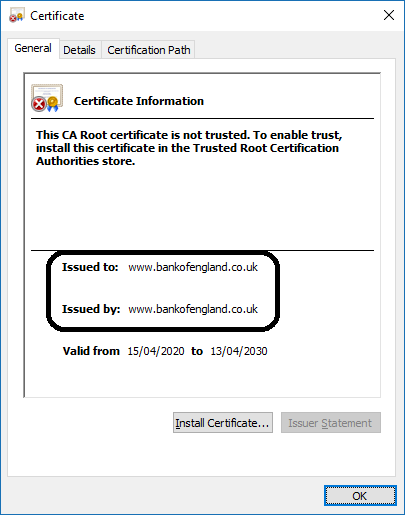 Certificate
General Details Certification Path
Certificate Information
This CA Root certificate is not trusted. To enable trust,
install this certificate in the Trusted Root Certification
Authorities store.
Issued to: www.bankofengland.co.uk
Issued by: www.bankofengland.co.uk
Valid from 15/04/2020 to 13/04/2030
Install Certificate... Issuer Statement
OK